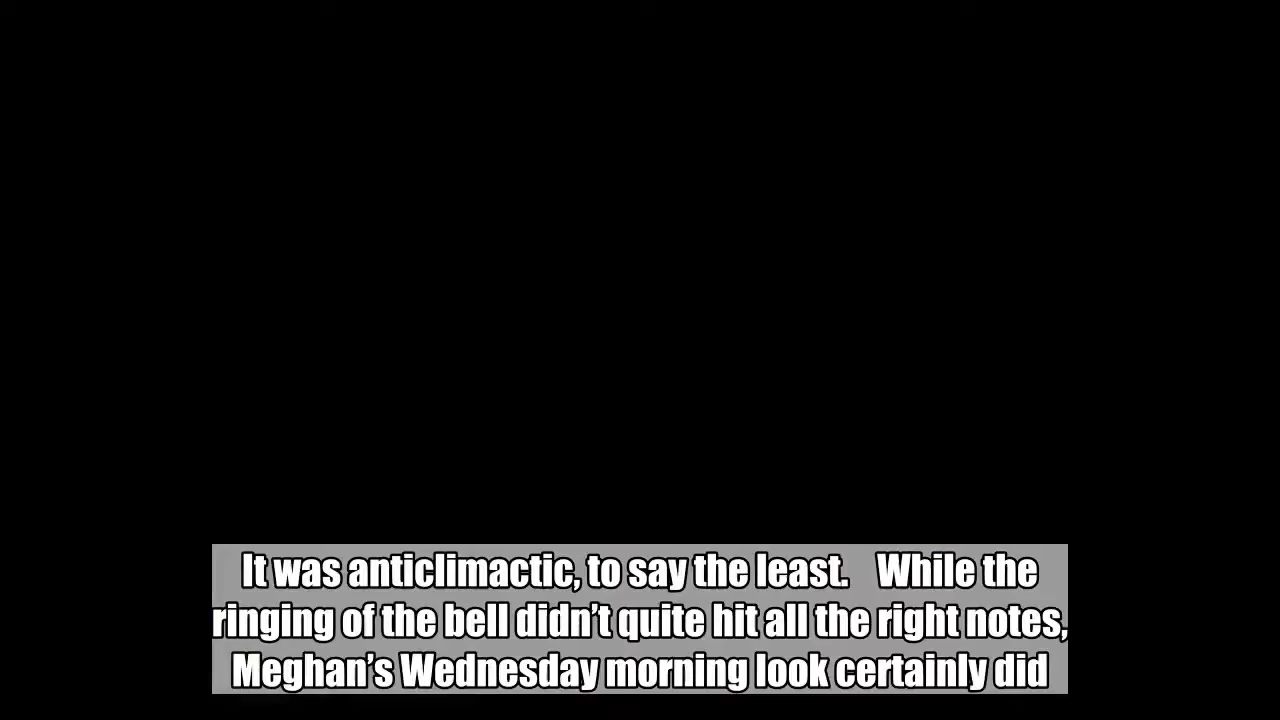 It was anticlimactic, to say the least.    While the
ringing of the bell didn’t quite hit all the right notes,
Meghan’s Wednesday morning look certainly did